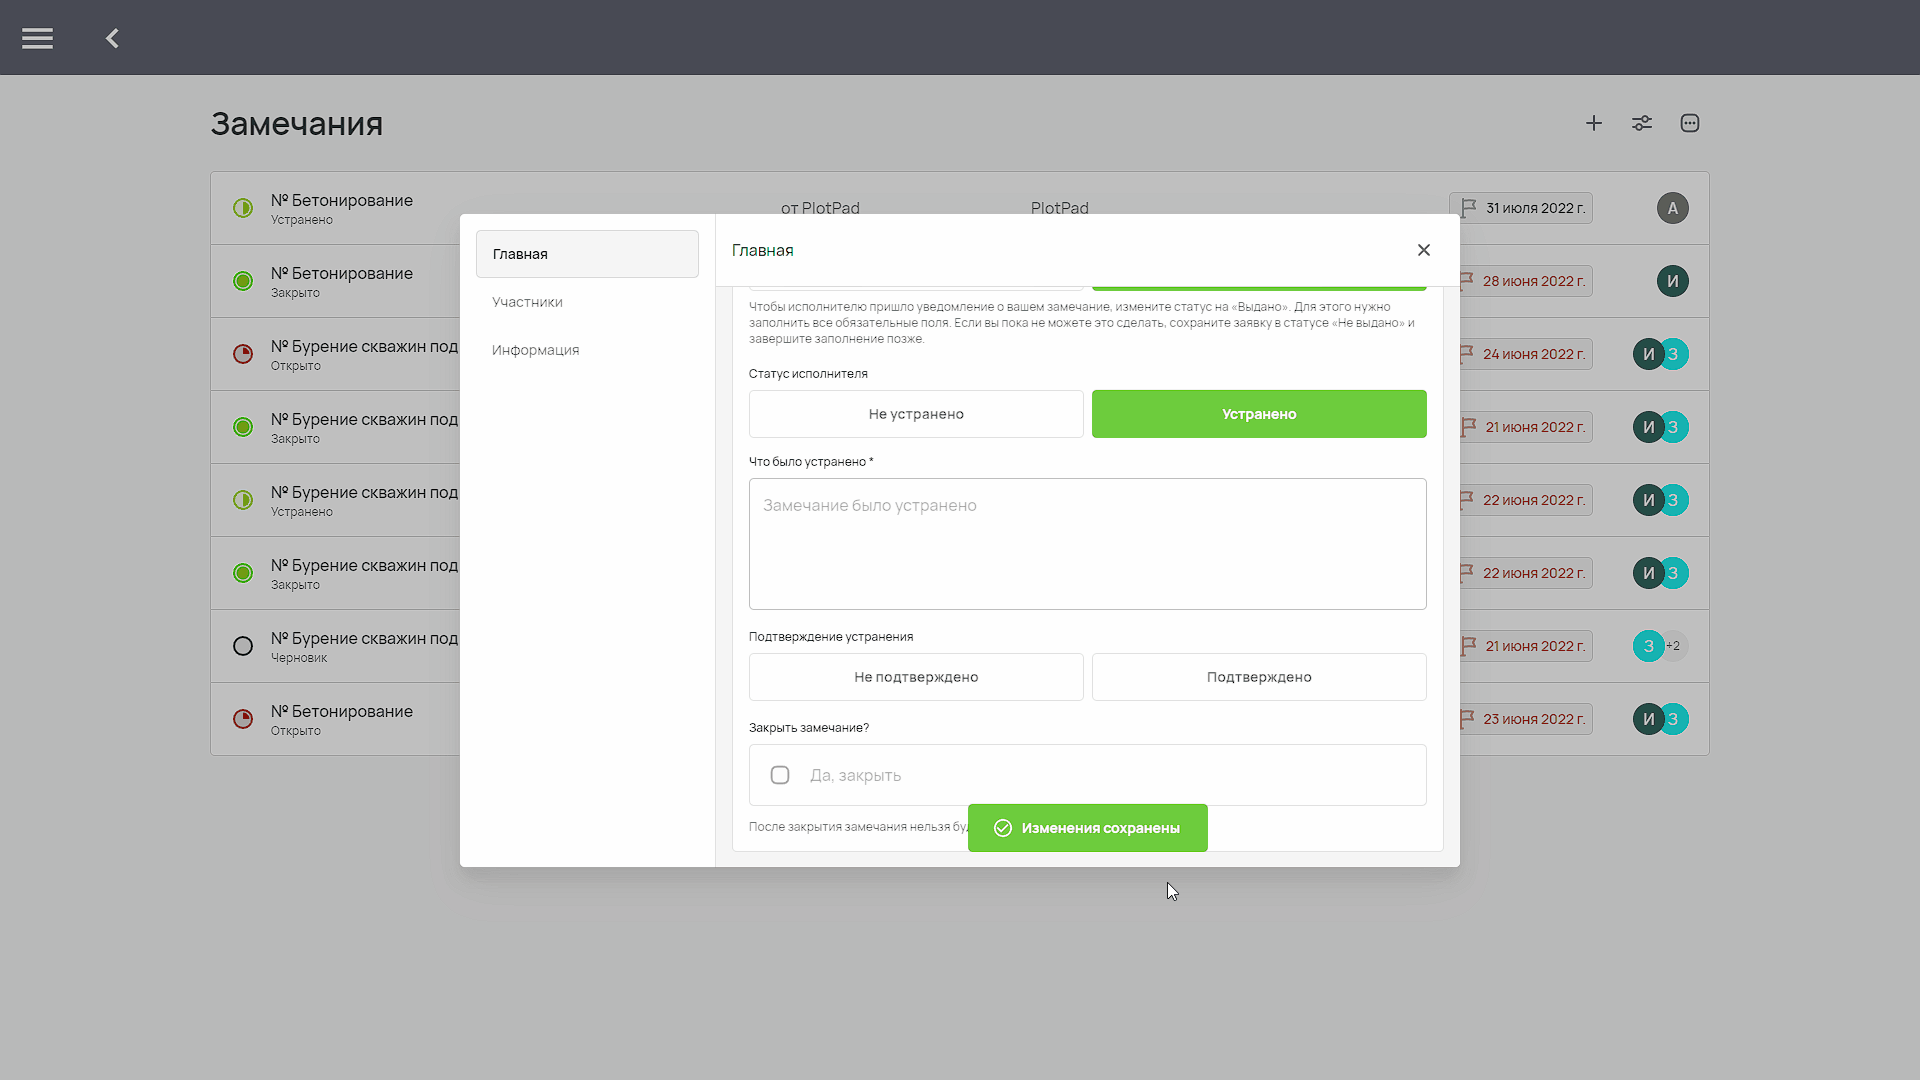 Замечания
№ Бетонирование
Устранено
от PlotPad
PlotPad
31 июля 2022 г.
А
№ Бетонирование
Закрыто
28 июня 2022 г.
И
№ Бурение скважин под
Открыто
24 июня 2022 г.
И З
№ Бурение скважин под
Закрыто
21 июня 2022 г.
И З
№ Бурение скважин под
Устранено
22 июня 2022 г.
И З
№ Бурение скважин под
Закрыто
22 июня 2022 г.
И З
№ Бурение скважин под
Черновик
21 июня 2022 г.
З +2
№ Бетонирование
Открыто
23 июня 2022 г.
И З
Главная
Участники
Информация
Главная
Чтобы исполнителю пришло уведомление о вашем замечание, измените статус на «Выдано». Для этого нужно
заполнить все обязательные поля. Если вы пока не можете это сделать, сохраните заявку в статусе «Не выдано» и
завершите заполнение позже.
Статус исполнителя
Не устранено
Устранено
Что было устранено *
Замечание было устранено
Подтверждение устранения
Не подтверждено
Подтверждено
Закрыть замечание?
Да, закрыть
После закрытия замечания нельзя
Изменения сохранены